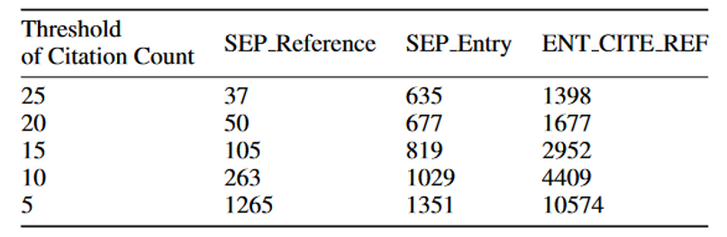 Threshold
of Citation Count SEP_Reference SEP_Entry ENT_CITE_REF
25 37 635 1398
20 50 677 1677
15 105 819 2952
10 263 1029 4409
5 1265 1351 10574